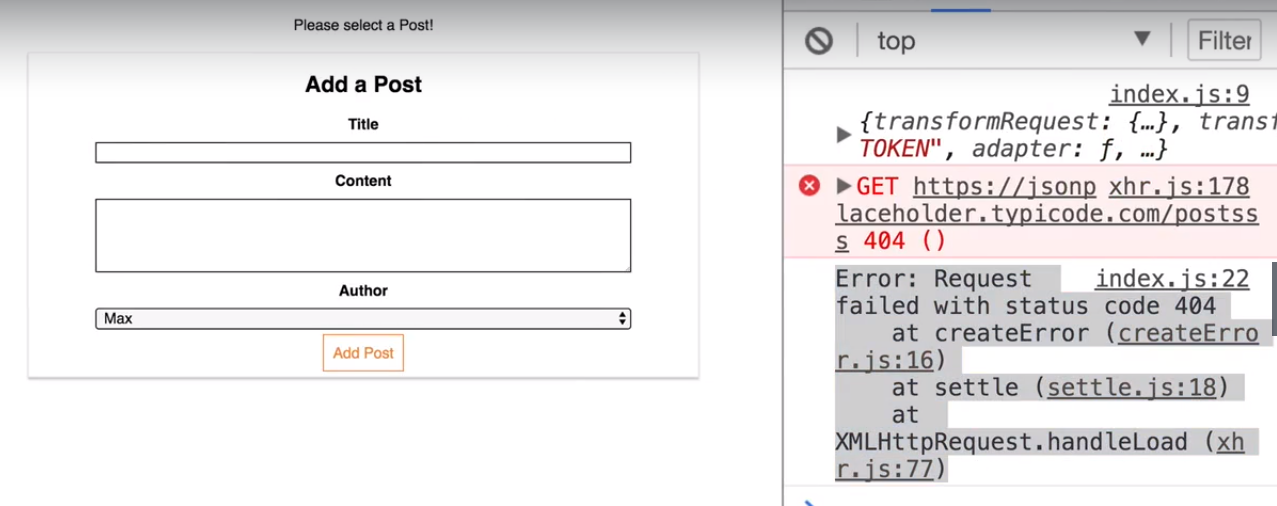 Please select a Post!
Add a Post
Title
Content
Author
Max
Add Post
top ▼ Filter
index.js:9
▶ {transformRequest: {…}, transf
TOKEN", adapter: f, …}
▶ GET https://jsonp xhr.js:178
laceholder.typicode.com/postss
s 404 ()
Error: Request index.js:22
failed with status code 404
at createError (createErro
r.js:16)
at settle (settle.js:18)
at
XMLHttpRequest.handleLoad (xh
r.js:77)